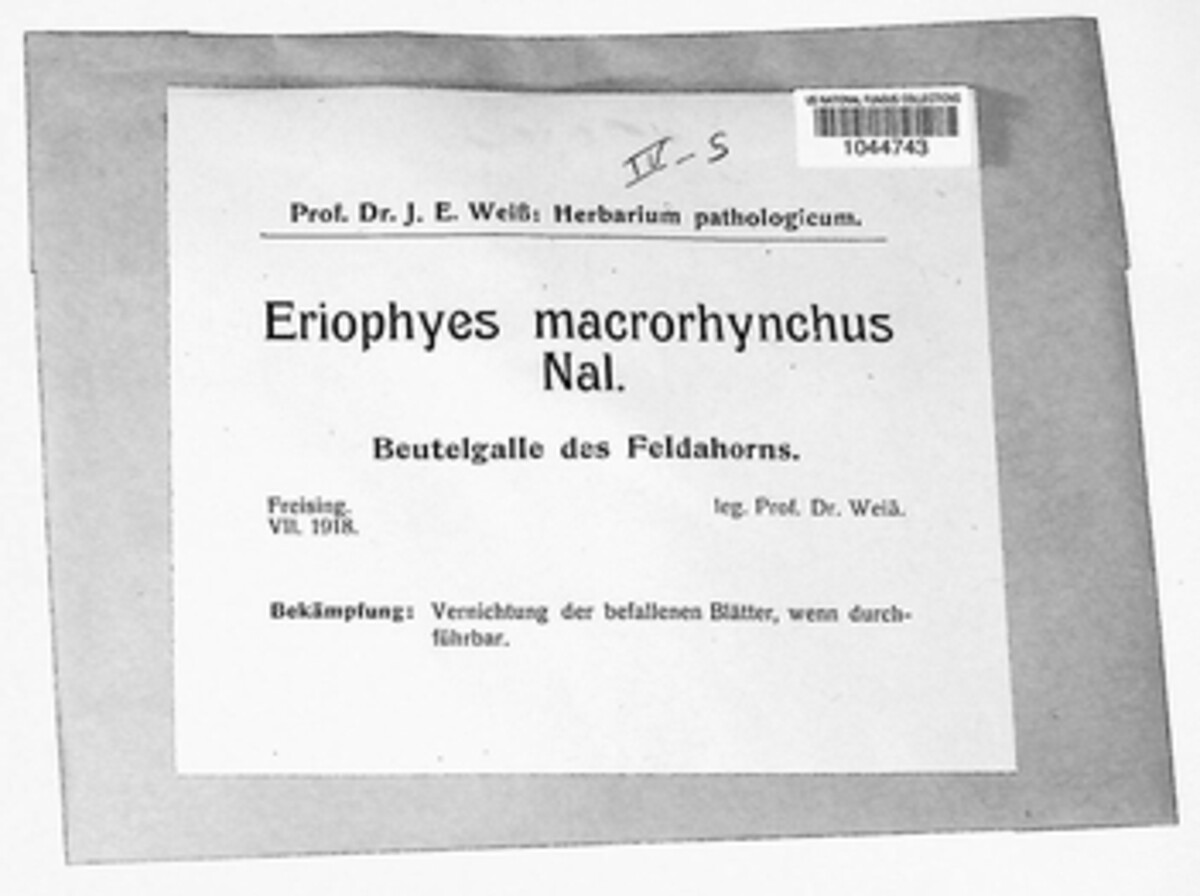 US NATIONAL FUNGUS COLLECTIONS
1044743
IV - S
Prof. Dr. J. E. Weiß: Herbarium pathologicum.
Eriophyes macrorhynchus
Nal.
Beutelgalle des Feldahorns.
Freising.
VII. 1918.
leg. Prof. Dr. Weiß.
Bekämpfung: Vernichtung der befallenen Blätter, wenn durch-
führbar.